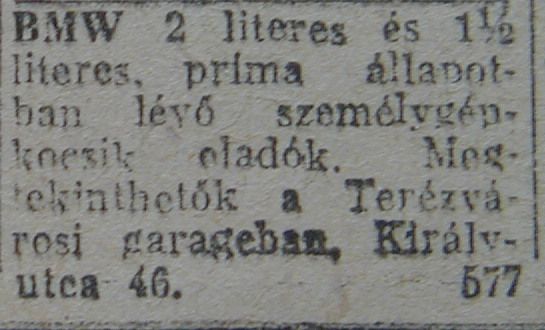 BMW 2 literes és 1½
literes, príma állapot-
ban lévő személygép-
kocsik eladók. Meg-
tekinthetők a Terézvá-
rosi garageban, Király-
utca 46. 577